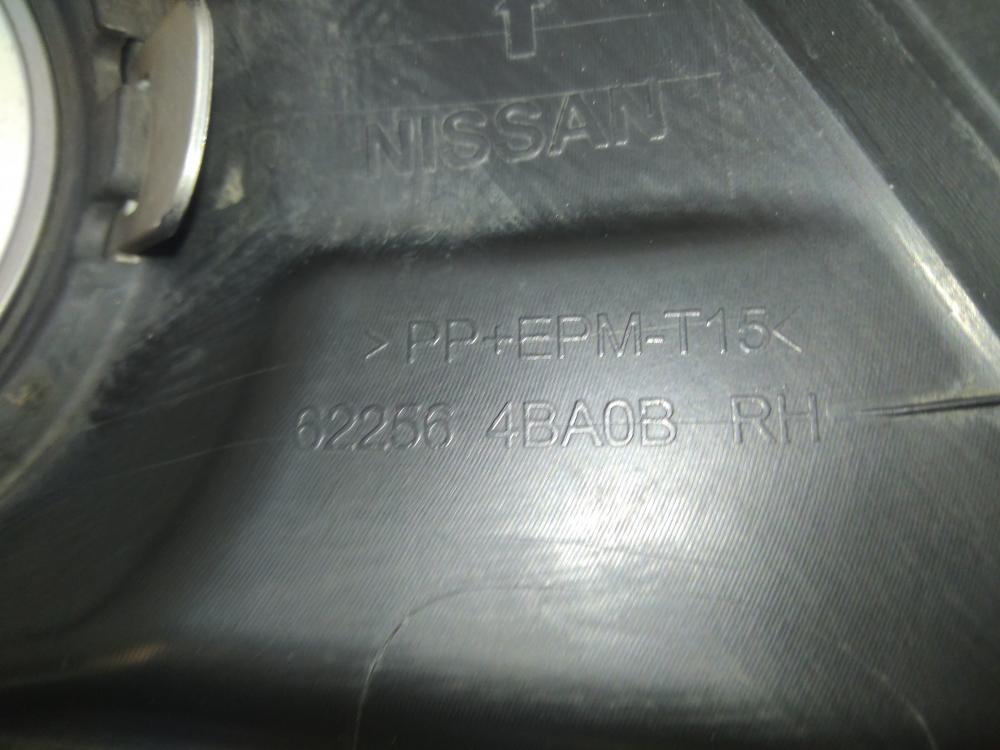 NISSAN
>PP+EPM-T15<
62256 4BA0B RH